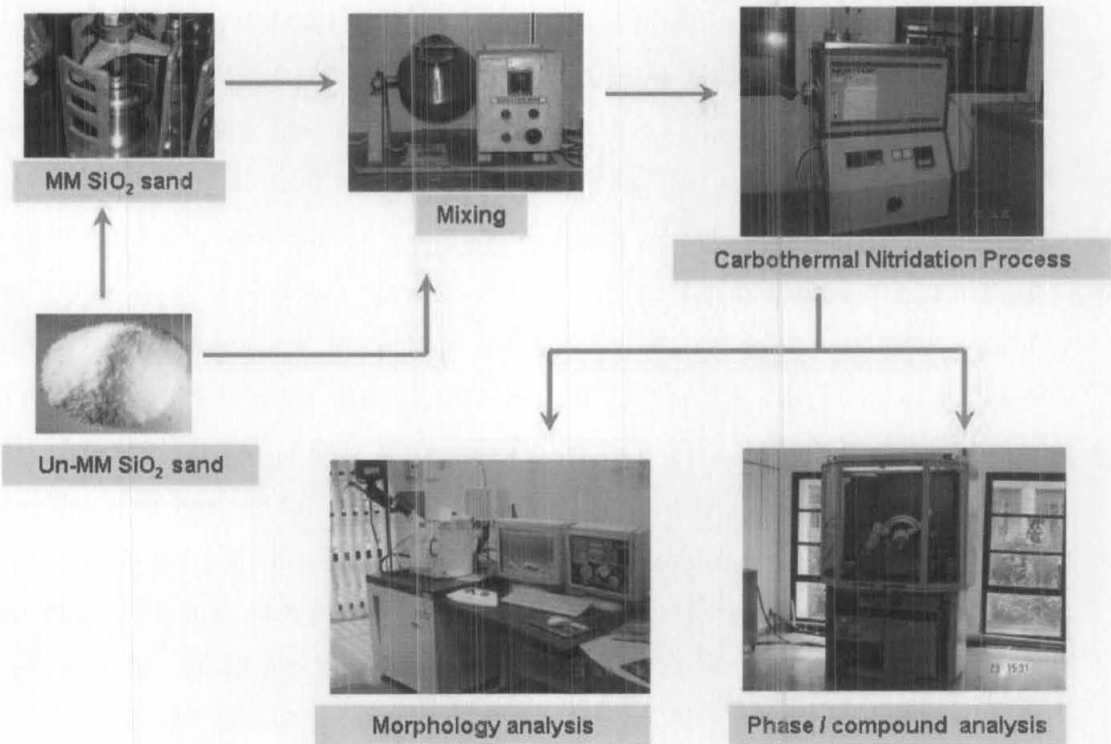 MM SiO₂ sand
Mixing
Carbothermal Nitridation Process
Un-MM SiO₂ sand
Morphology analysis
Phase / compound analysis